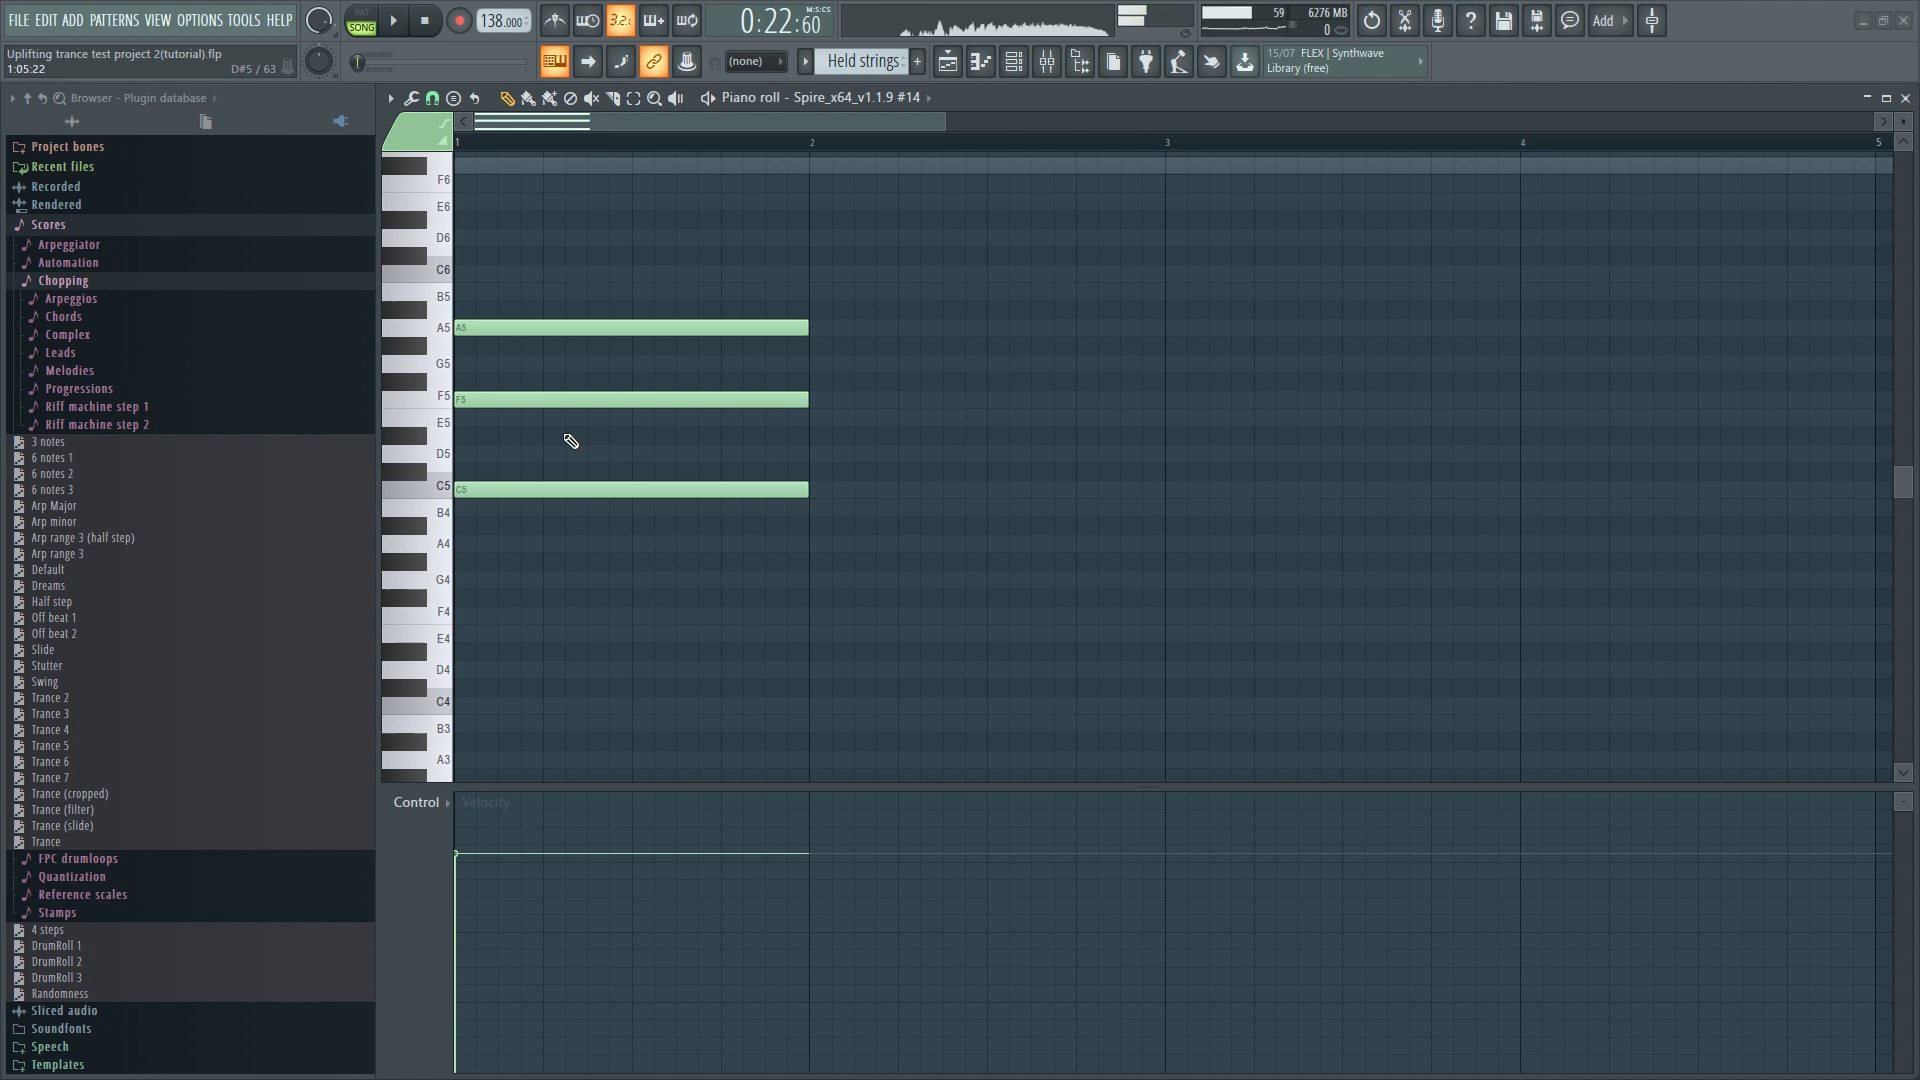 FILE EDIT ADD PATTERNS VIEW OPTIONS TOOLS HELP
PAT
SONG
138.000
3.2.
0:22:60
M:S:CS
59
6276 MB
0
Add
Uplifting trance test project 2(tutorial).flp
1:05:22
D#5 / 63
(none)
Held strings
15/07 FLEX | Synthwave
Library (free)
Browser - Plugin database
Piano roll - Spire_x64_v1.1.9 #14
1
2
3
4
5
Project bones
Recent files
Recorded
Rendered
Scores
Arpeggiator
Automation
Chopping
Arpeggios
Chords
Complex
Leads
Melodies
Progressions
Riff machine step 1
Riff machine step 2
3 notes
6 notes 1
6 notes 2
6 notes 3
Arp Major
Arp minor
Arp range 3 (half step)
Arp range 3
Default
Dreams
Half step
Off beat 1
Off beat 2
Slide
Stutter
Swing
Trance 2
Trance 3
Trance 4
Trance 5
Trance 6
Trance 7
Trance (cropped)
Trance (filter)
Trance (slide)
Trance
FPC drumloops
Quantization
Reference scales
Stamps
4 steps
DrumRoll 1
DrumRoll 2
DrumRoll 3
Randomness
Sliced audio
Soundfonts
Speech
Templates
F6
E6
D6
C6
B5
A5
A5
G5
F5
F5
E5
D5
C5
C5
B4
A4
G4
F4
E4
D4
C4
B3
A3
Control
Velocity